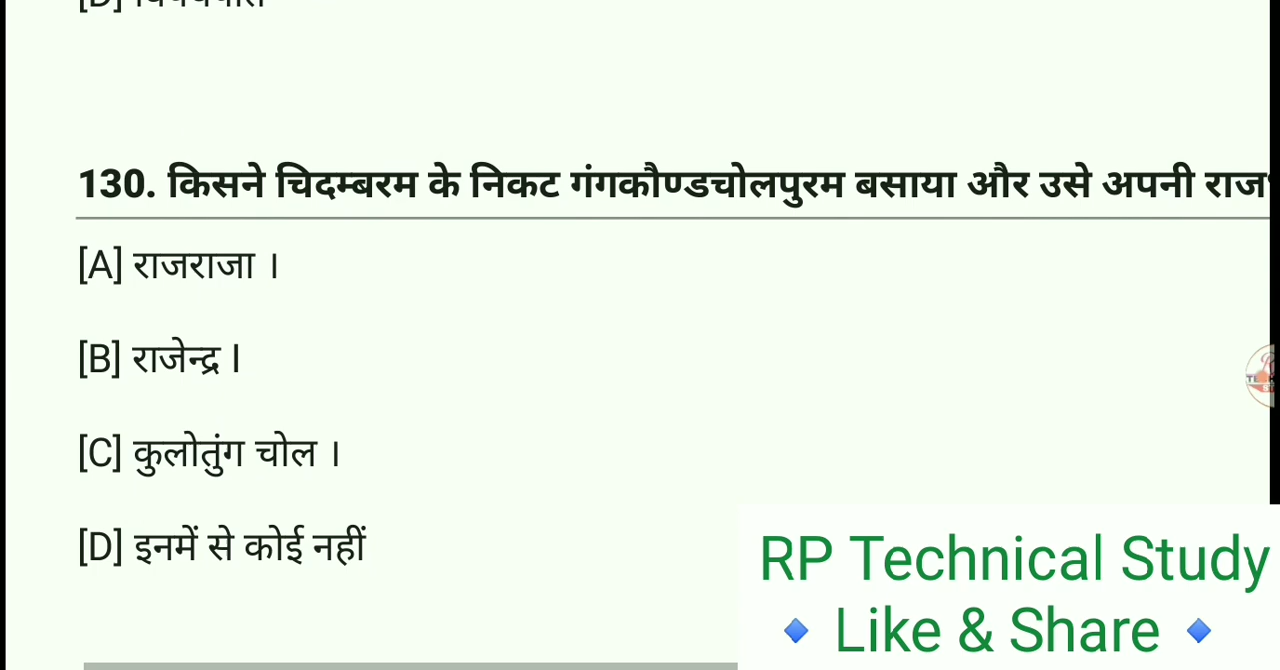 130. किसने चिदम्बरम के निकट गंगकौण्डचोलपुरम बसाया और उसे अपनी
[A] राजराजा ।
[B] राजेन्द्र I
[C] कुलोतुंग चोल ।
[D] इनमें से कोई नहीं
RP Technical Study
🔹 Like & Share 🔹